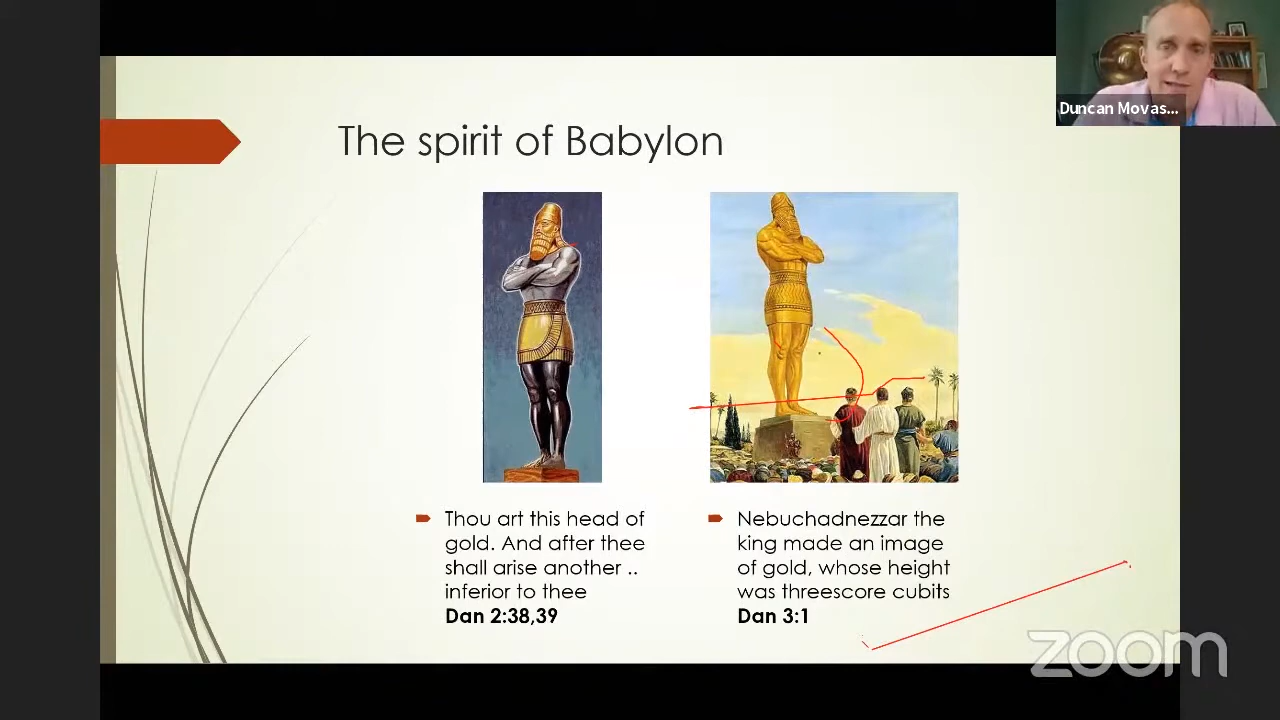 Duncan Movas...
The spirit of Babylon
Thou art this head of
gold. And after thee
shall arise another ..
inferior to thee
Dan 2:38,39
Nebuchadnezzar the
king made an image
of gold, whose height
was threescore cubits
Dan 3:1
zoom